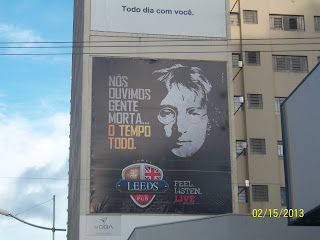 Todo dia com você.
NÓS
OUVIMOS
GENTE
MORTA...
O TEMPO
TODO.
LEEDS
PUB
FEEL.
LISTEN.
LIVE.
02/15/2013